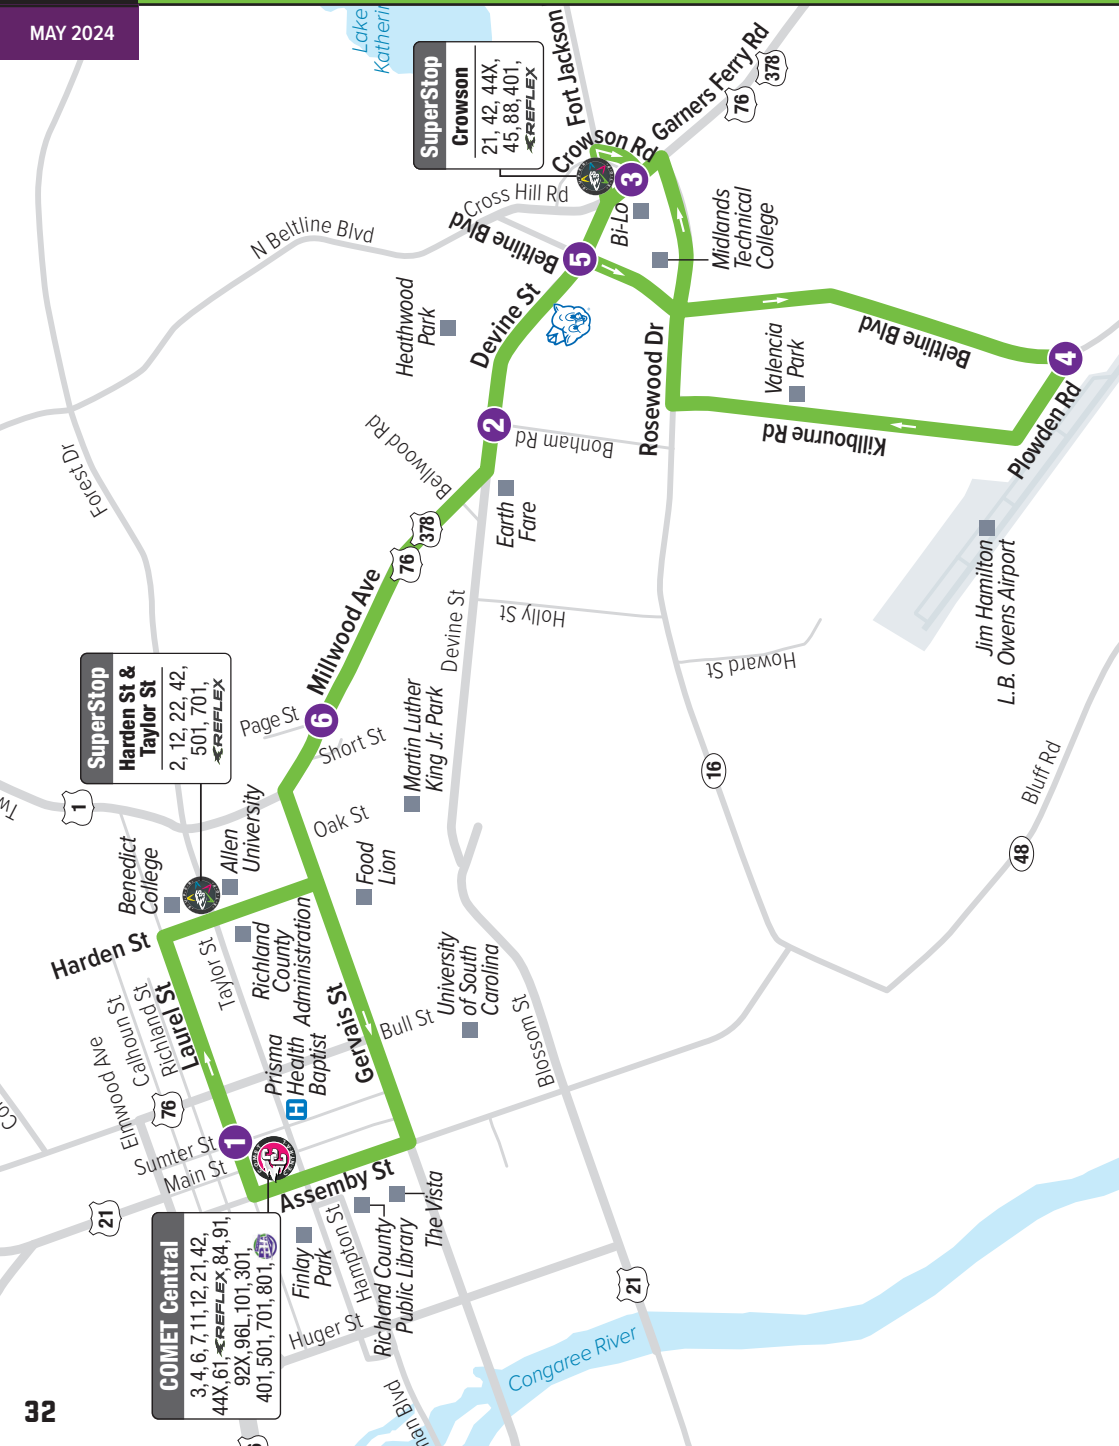 MAY 2024
Lake
Katherin
SuperStop
Crowson
21, 42, 44X,
45, 88, 401,
REFLEX
Fort Jackson
Crowson Rd
Garners Ferry Rd
76
378
Cross Hill Rd
N Beltline Blvd
Beltline Blvd
3
Bi-Lo
5
Midlands
Technical
College
Heathwood
Park
Devine St
Rosewood Dr
Valencia
Park
Beltline Blvd
4
Plowden Rd
Killbourne Rd
2
Bonham Rd
Bellwood Rd
Forest Dr
Earth
Fare
378
76
Millwood Ave
Devine St
Holly St
Howard St
Jim Hamilton
L.B. Owens Airport
SuperStop
Harden St &
Taylor St
2, 12, 22, 42,
501, 701,
REFLEX
Page St
6
Short St
Martin Luther
King Jr. Park
16
Bluff Rd
48
1
Tw
Benedict
College
Allen
University
Oak St
Food
Lion
Harden St
Taylor St
Richland
County
Administration
University
of South
Carolina
Blossom St
Bull St
Gervais St
Prisma
Health
Baptist
H
Laurel St
Richland St
Calhoun St
Elmwood Ave
76
Sumter St
Main St
1
21
Assemby St
COMET Central
3, 4, 6, 7, 11, 12, 21, 42,
44X, 61, REFLEX, 84, 91,
92X, 96L, 101, 301,
401, 501, 701, 801,
Finlay
Park
Hampton St
Richland County
Public Library
The Vista
Huger St
21
Congaree River
man Blvd
32